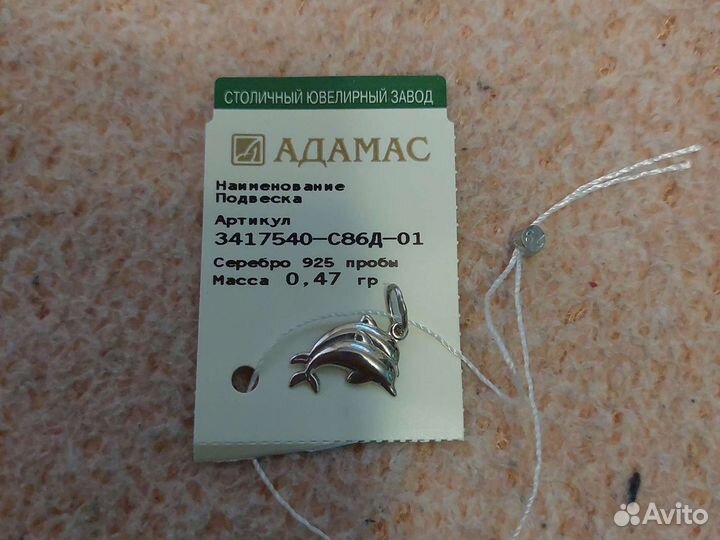 СТОЛИЧНЫЙ ЮВЕЛИРНЫЙ ЗАВОД
АДАМАС
Наименование
Подвеска
Артикул
3417540-С86Д-01
Серебро 925 пробы
Масса 0,47 гр
Avito